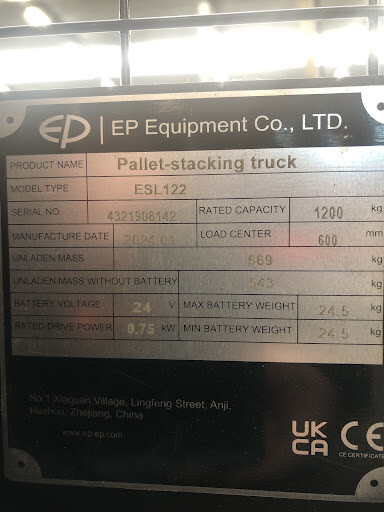 EP | EP Equipment Co., LTD.
PRODUCT NAME Pallet-stacking truck
MODEL TYPE ESL122
SERIAL NO. 4321908142 RATED CAPACITY 1200 kg
MANUFACTURE DATE LOAD CENTER 600 mm
UNLADEN MASS 569 kg
UNLADEN MASS WITHOUT BATTERY 543 kg
BATTERY VOLTAGE 24 V MAX BATTERY WEIGHT 24.5 kg
RATED DRIVE POWER 0.75 kW MIN BATTERY WEIGHT 24.5 kg
No.1 Xiaquan Village, Lingfeng Street, Anji,
Huzhou, Zhejiang, China
www.ep-ep.com
UK CA CE
CE CERTIFICATE